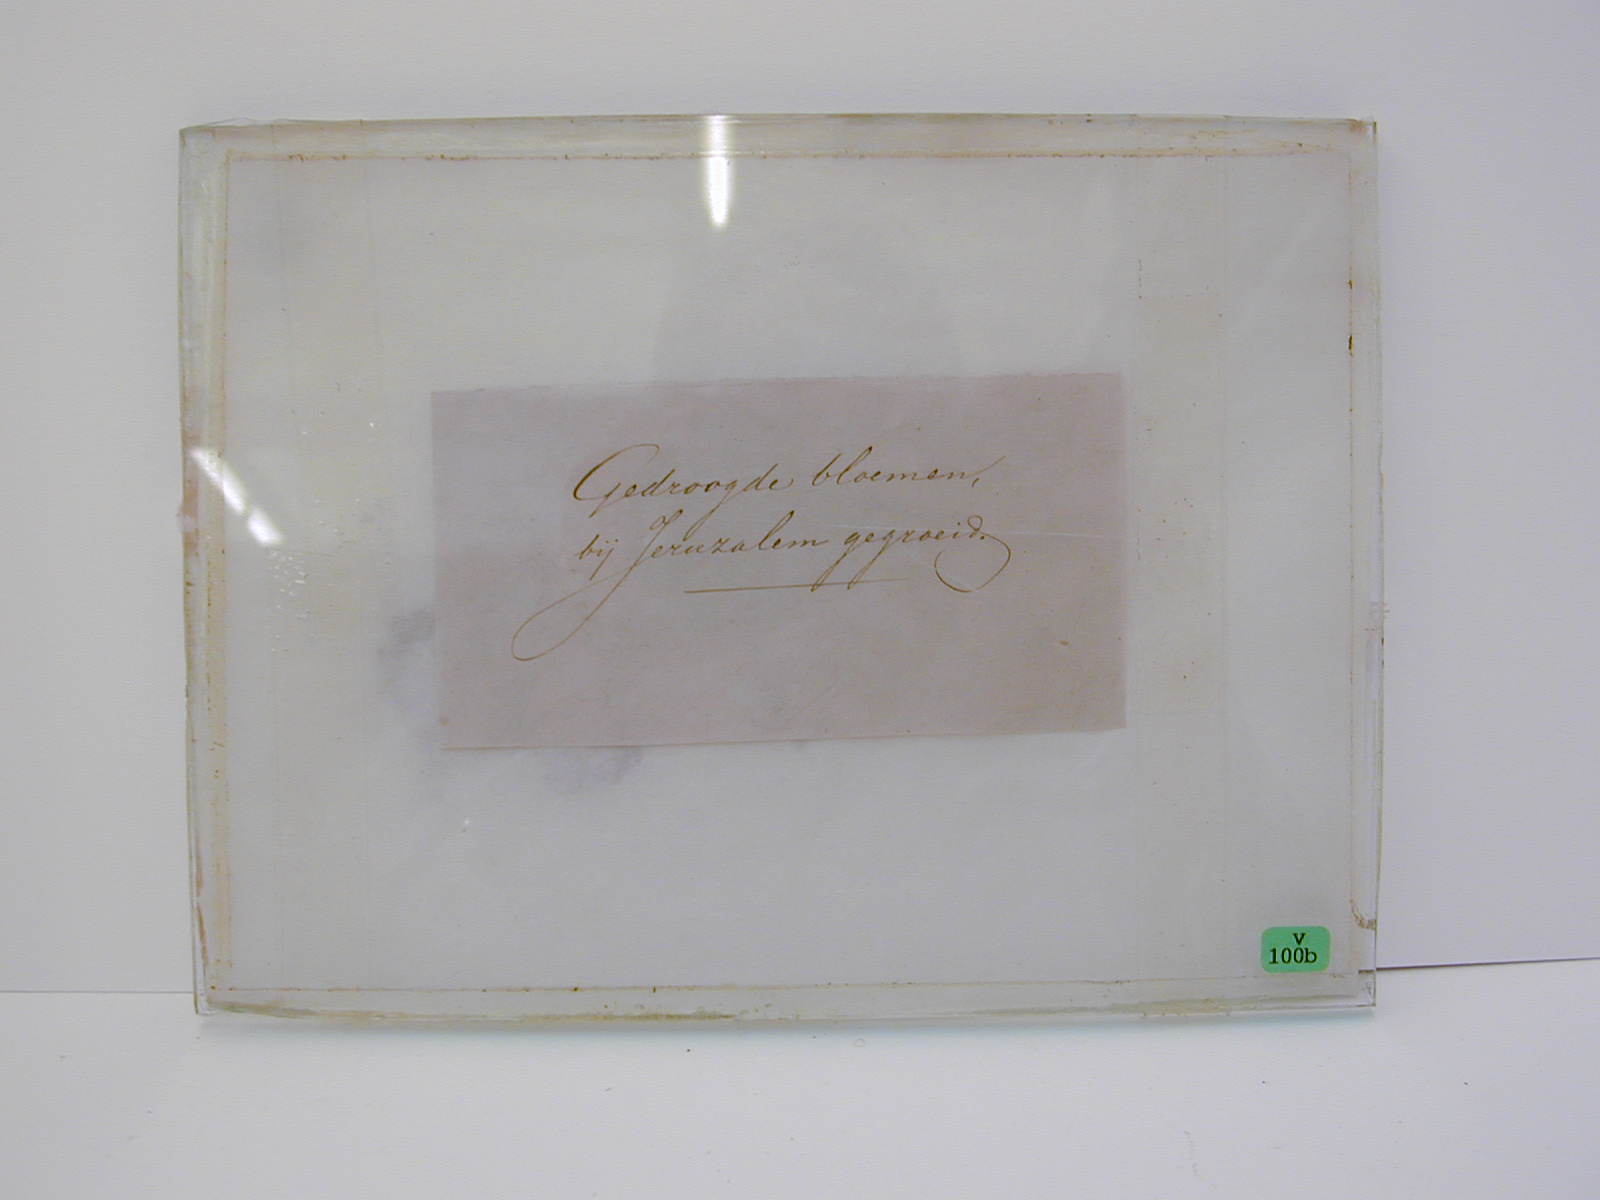 Gedroogde bloemen,
bij Jeruzalem gegroeid.
V
100b